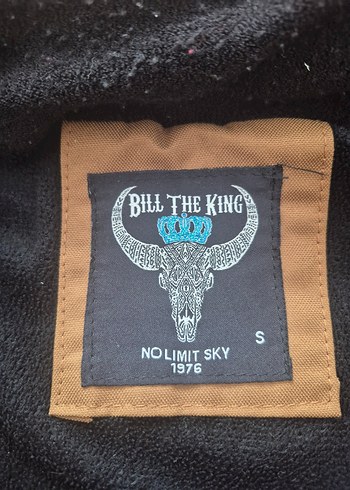 BILL THE KING
S
NO LIMIT SKY
1976